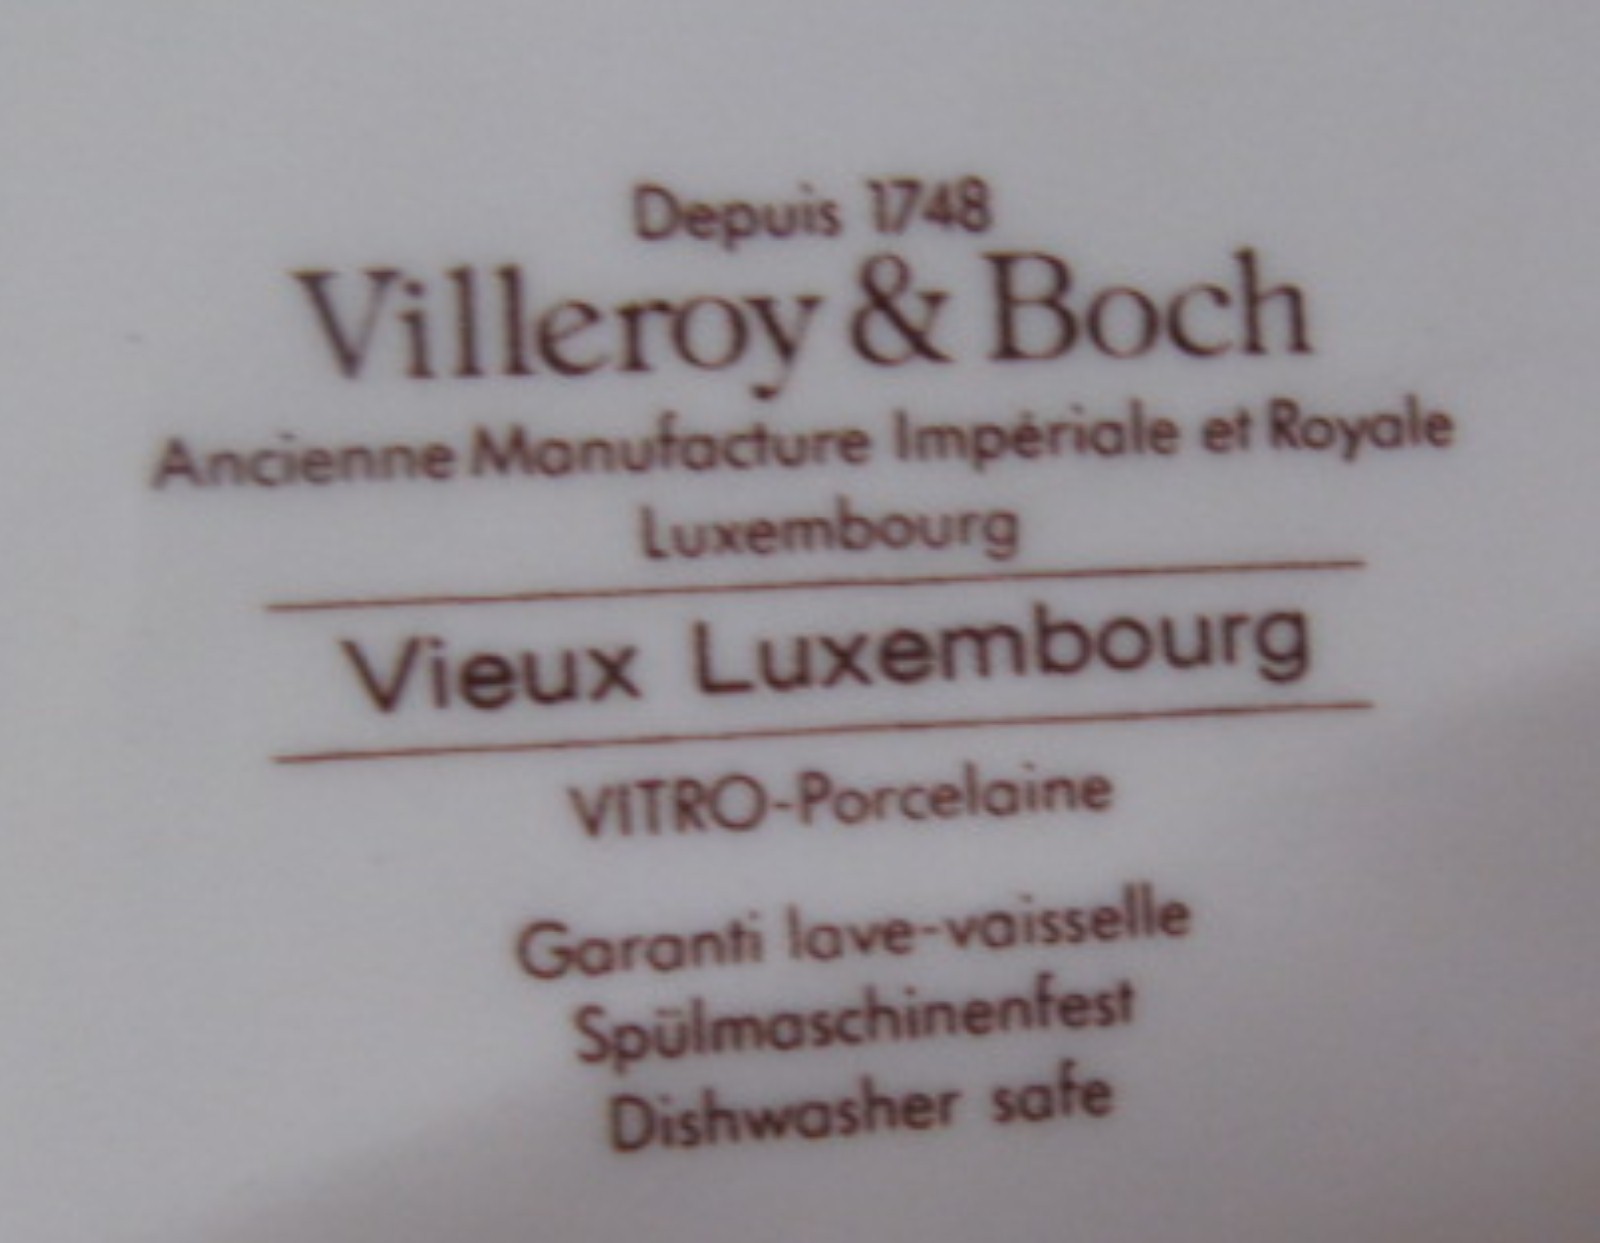 Depuis 1748
Villeroy & Boch
Ancienne Manufacture Impériale et Royale
Luxembourg
Vieux Luxembourg
VITRO-Porcelaine
Garanti lave-vaisselle
Spülmaschinenfest
Dishwasher safe